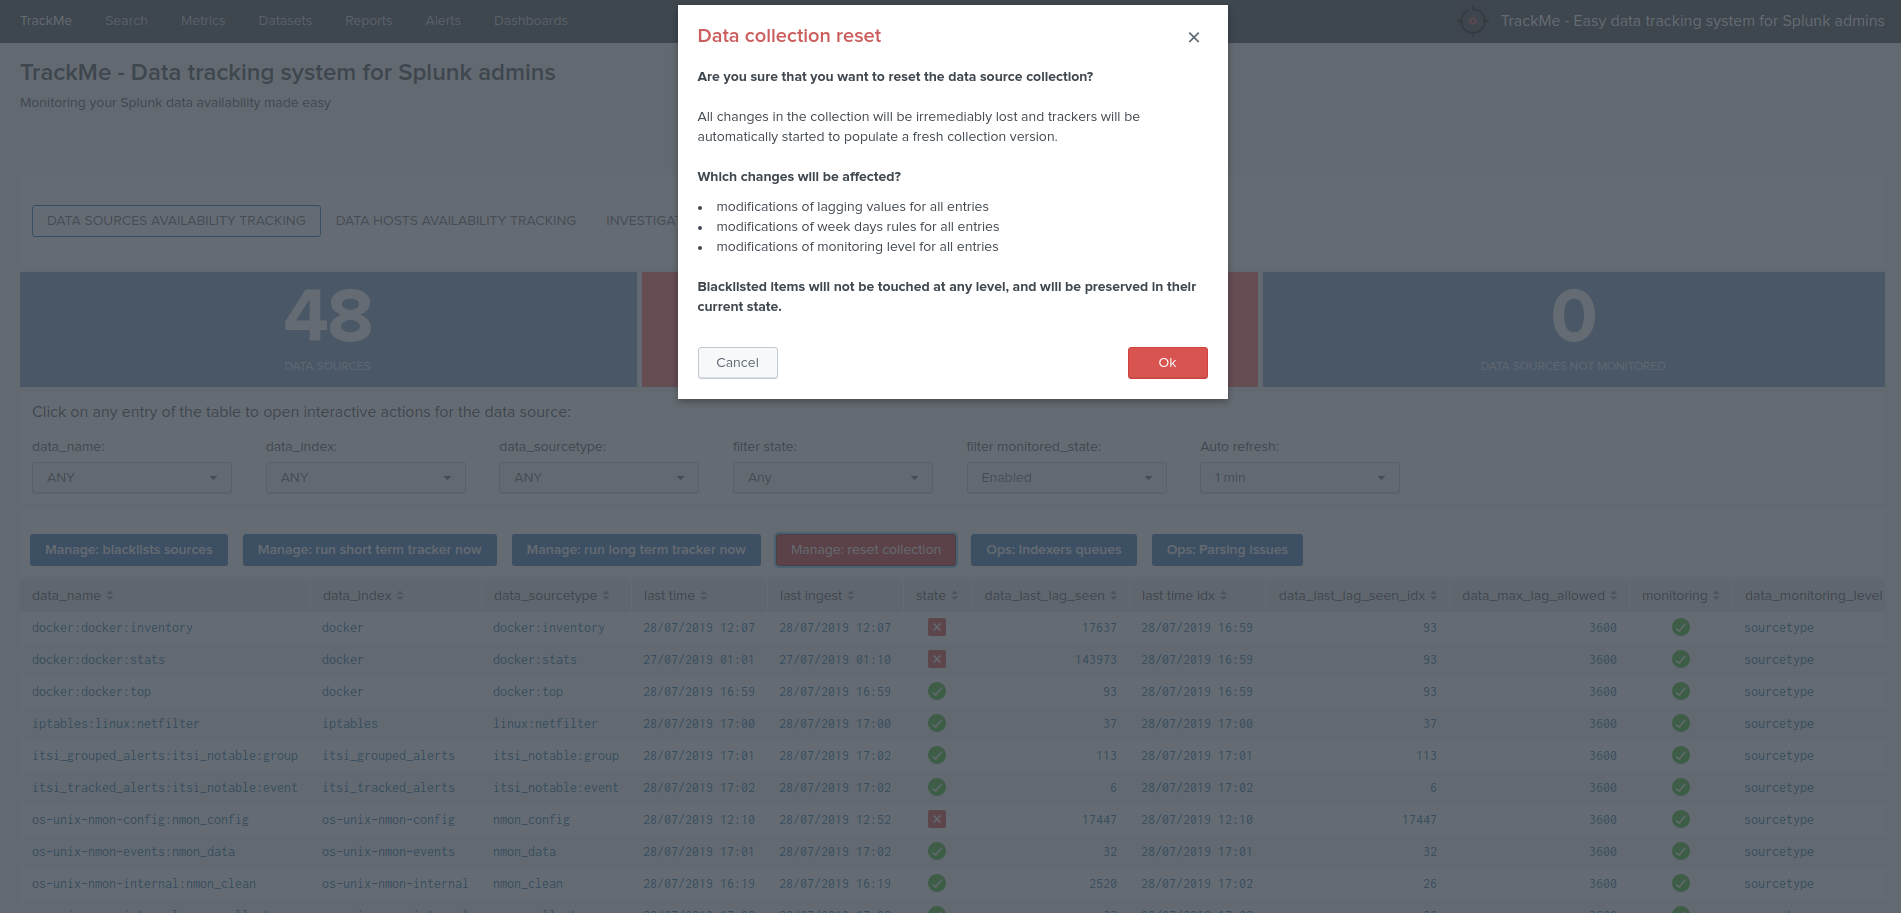 TrackMe Search Metrics Datasets Reports Alerts Dashboards
TrackMe - Easy data tracking system for Splunk admins
TrackMe - Data tracking system for Splunk admins
Monitoring your Splunk data availability made easy
DATA SOURCES AVAILABILITY TRACKING DATA HOSTS AVAILABILITY TRACKING
Data collection reset
Are you sure that you want to reset the data source collection?
All changes in the collection will be irremediably lost and trackers will be
automatically started to populate a fresh collection version.
Which changes will be affected?
• modifications of lagging values for all entries
• modifications of week days rules for all entries
• modifications of monitoring level for all entries
Blacklisted items will not be touched at any level, and will be preserved in their
current state.
Cancel Ok
48
DATA SOURCES
0
DATA SOURCES NOT MONITORED
Click on any entry of the table to open interactive actions for the data source:
data_name: data_index: data_sourcetype: filter state: filter monitored_state: Auto refresh:
ANY ANY ANY Any Enabled 1 min
Manage: blacklists sources Manage: run short term tracker now Manage: run long term tracker now Manage: reset collection Ops: Indexers queues Ops: Parsing issues
data_name data_index data_sourcetype last time last ingest state data_last_lag_seen last time idx data_last_lag_seen_idx data_max_lag_allowed monitoring data_monitoring_level
docker:docker:inventory docker docker:inventory 28/07/2019 12:07 28/07/2019 12:07 17637 28/07/2019 16:59 93 3600 sourcetype
docker:docker:stats docker docker:stats 27/07/2019 01:01 27/07/2019 01:10 143973 28/07/2019 16:59 93 3600 sourcetype
docker:docker:top docker docker:top 28/07/2019 16:59 28/07/2019 16:59 93 28/07/2019 16:59 93 3600 sourcetype
iptables:linux:netfilter iptables linux:netfilter 28/07/2019 17:00 28/07/2019 17:00 37 28/07/2019 17:00 37 3600 sourcetype
itsi_grouped_alerts:itsi_notable:group itsi_grouped_alerts itsi_notable:group 28/07/2019 17:01 28/07/2019 17:02 113 28/07/2019 17:01 113 3600 sourcetype
itsi_tracked_alerts:itsi_notable:event itsi_tracked_alerts itsi_notable:event 28/07/2019 17:02 28/07/2019 17:02 6 28/07/2019 17:02 6 3600 sourcetype
os-unix-nmon-config:nmon_config os-unix-nmon-config nmon_config 28/07/2019 12:10 28/07/2019 12:52 17447 28/07/2019 12:10 17447 3600 sourcetype
os-unix-nmon-events:nmon_data os-unix-nmon-events nmon_data 28/07/2019 17:01 28/07/2019 17:02 32 28/07/2019 17:01 32 3600 sourcetype
os-unix-nmon-internal:nmon_clean os-unix-nmon-internal nmon_clean 28/07/2019 16:19 28/07/2019 16:19 2520 28/07/2019 17:02 26 3600 sourcetype